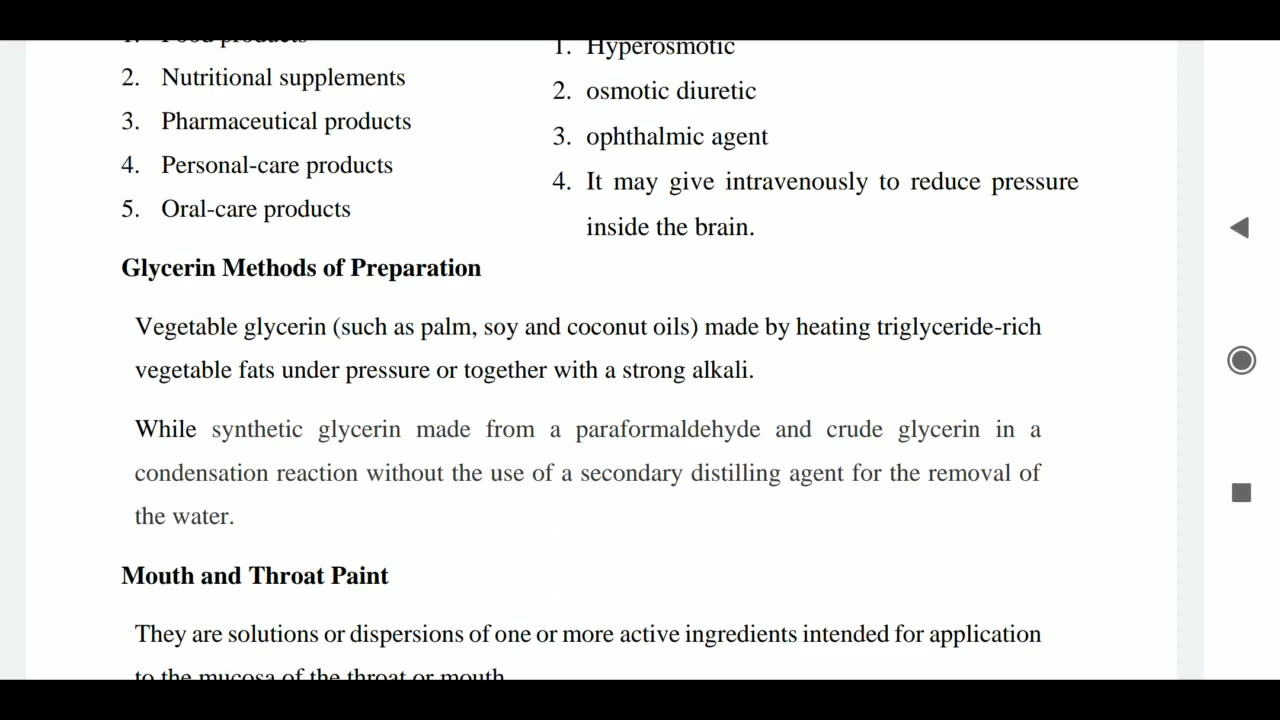 1. Food products
2. Nutritional supplements
3. Pharmaceutical products
4. Personal-care products
5. Oral-care products
1. Hyperosmotic
2. osmotic diuretic
3. ophthalmic agent
4. It may give intravenously to reduce pressure
inside the brain.
Glycerin Methods of Preparation
Vegetable glycerin (such as palm, soy and coconut oils) made by heating triglyceride-rich
vegetable fats under pressure or together with a strong alkali.
While synthetic glycerin made from a paraformaldehyde and crude glycerin in a
condensation reaction without the use of a secondary distilling agent for the removal of
the water.
Mouth and Throat Paint
They are solutions or dispersions of one or more active ingredients intended for application
to the mucosa of the throat or mouth